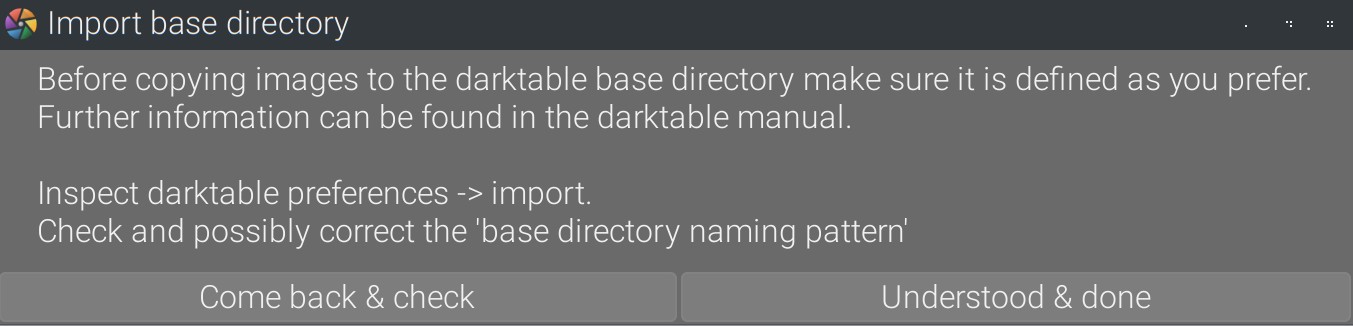 Import base directory
Before copying images to the darktable base directory make sure it is defined as you prefer.
Further information can be found in the darktable manual.
Inspect darktable preferences -> import.
Check and possibly correct the 'base directory naming pattern'
Come back & check
Understood & done